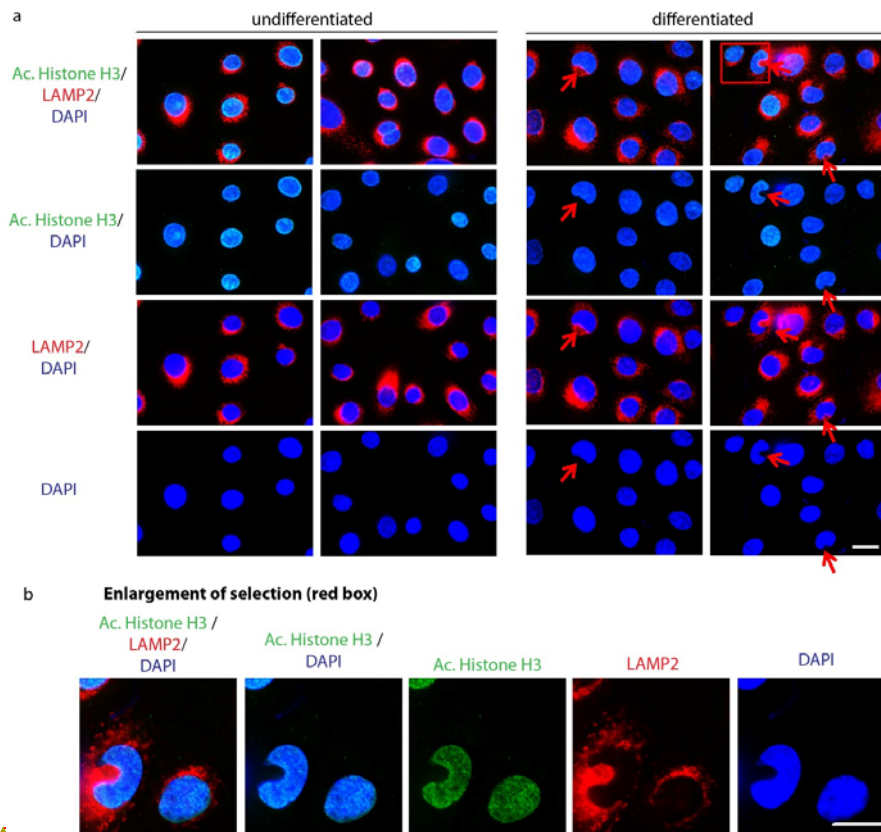 a
undifferentiated
differentiated
Ac. Histone H3/
LAMP2/
DAPI
Ac. Histone H3/
DAPI
LAMP2/
DAPI
DAPI
b
Enlargement of selection (red box)
Ac. Histone H3 /
LAMP2/
DAPI
Ac. Histone H3 /
DAPI
Ac. Histone H3
LAMP2
DAPI